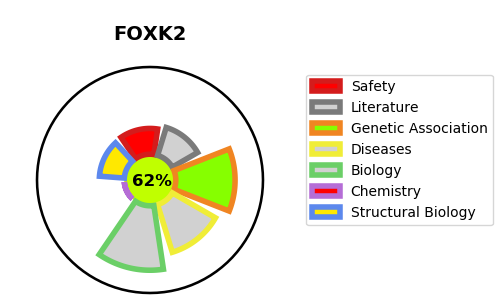 FOXK2
62%
Safety
Literature
Genetic Association
Diseases
Biology
Chemistry
Structural Biology